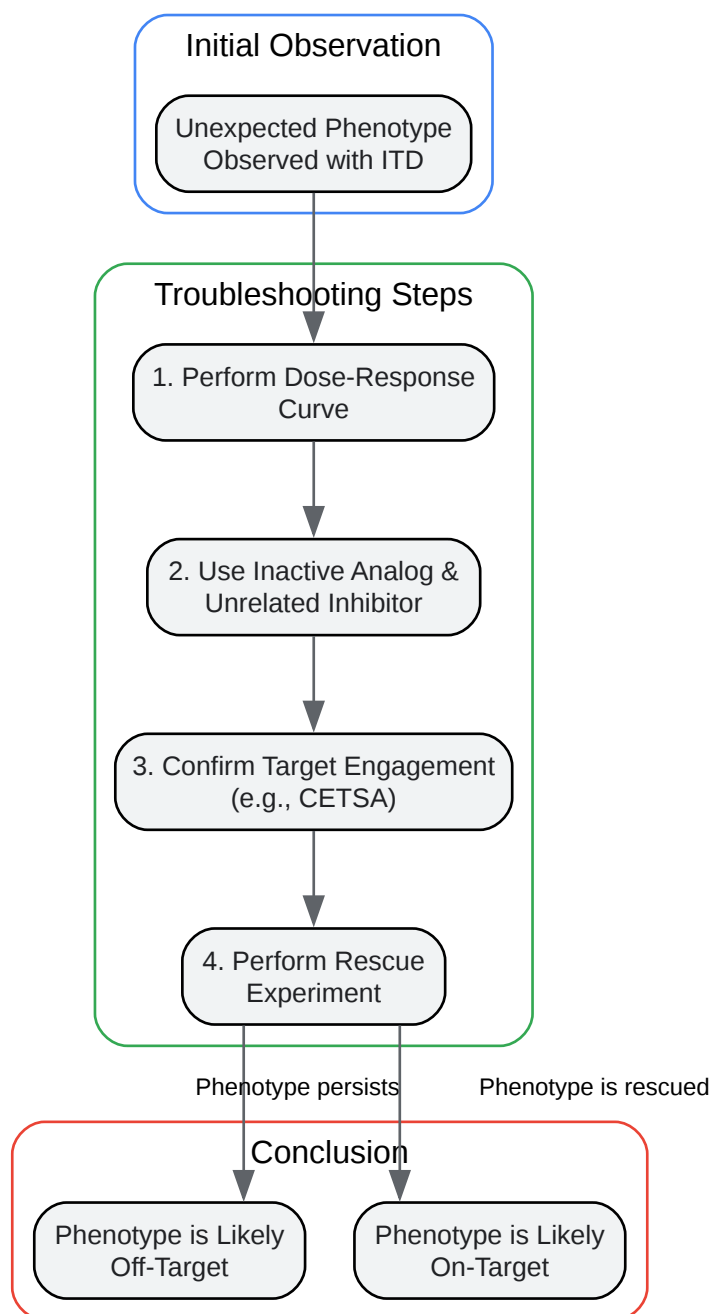 Initial Observation
Unexpected Phenotype
Observed with ITD
Troubleshooting Steps
1. Perform Dose-Response
Curve
2. Use Inactive Analog &
Unrelated Inhibitor
3. Confirm Target Engagement
(e.g., CETSA)
4. Perform Rescue
Experiment
Phenotype persists
Phenotype is rescued
Conclusion
Phenotype is Likely
Off-Target
Phenotype is Likely
On-Target